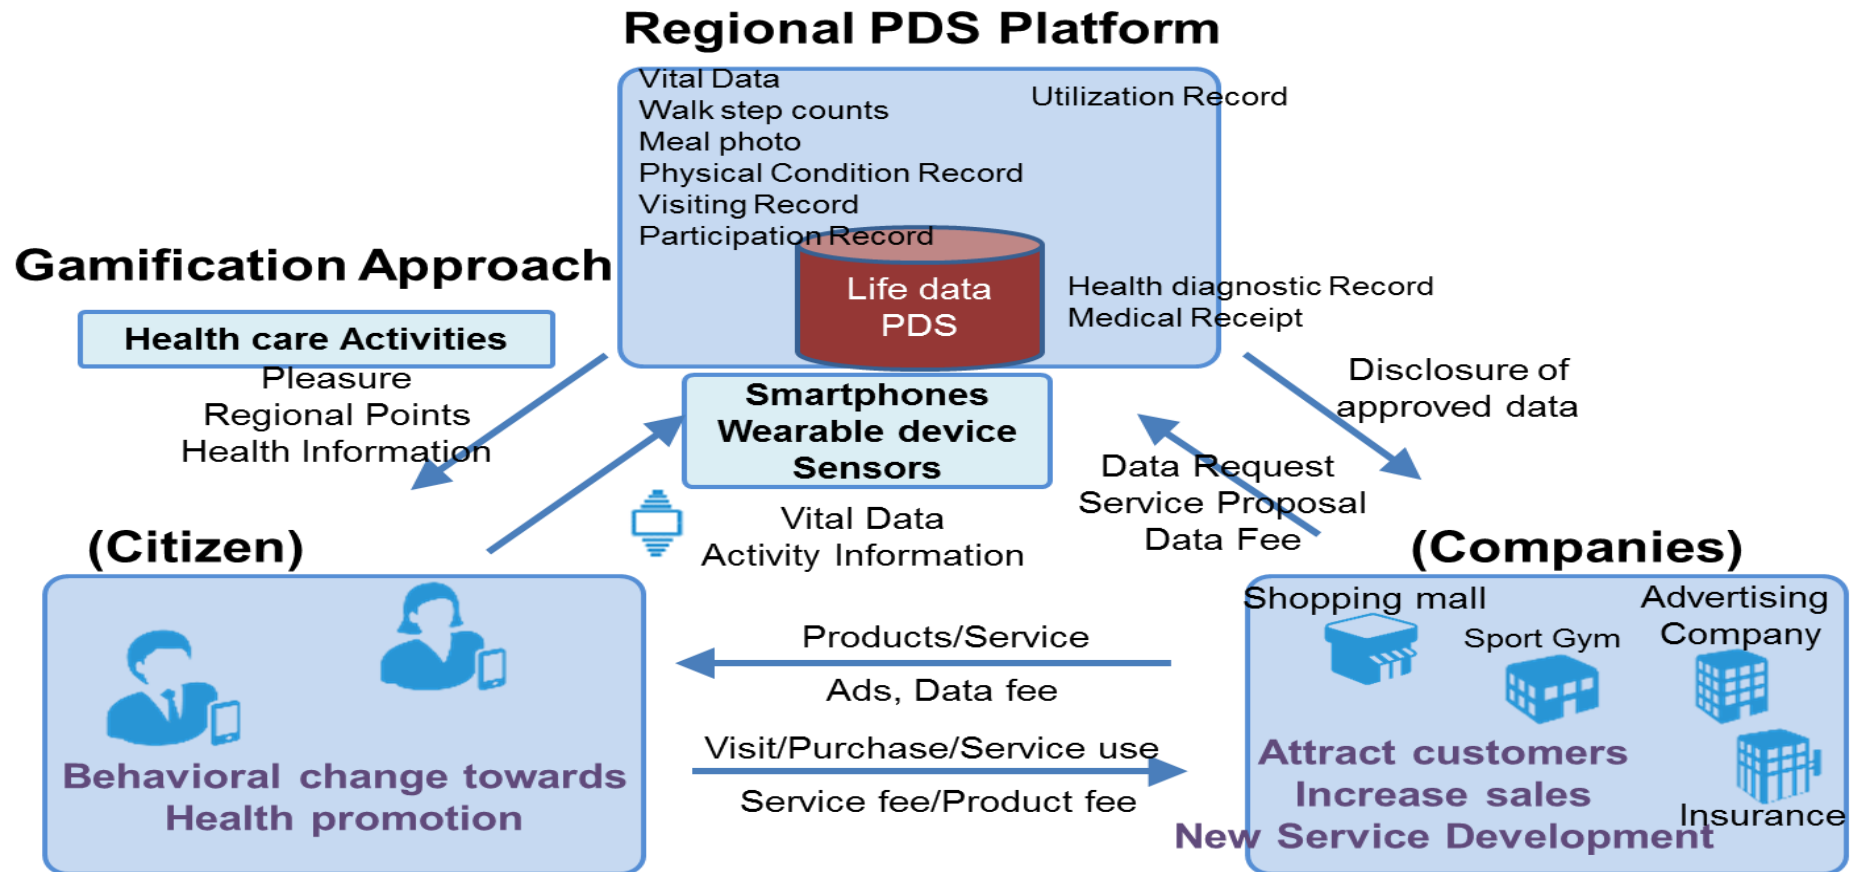 Regional PDS Platform
Vital Data
Walk step counts
Meal photo
Physical Condition Record
Visiting Record
Participation Record
Utilization Record
Life data
PDS
Health diagnostic Record
Medical Receipt
Gamification Approach
Health care Activities
Pleasure
Regional Points
Health Information
Smartphones
Wearable device
Sensors
Vital Data
Activity Information
Disclosure of
approved data
Data Request
Service Proposal
Data Fee
(Citizen)
Behavioral change towards
Health promotion
Products/Service
Ads, Data fee
Visit/Purchase/Service use
Service fee/Product fee
(Companies)
Shopping mall
Sport Gym
Advertising
Company
Attract customers
Increase sales
New Service Development
Insurance